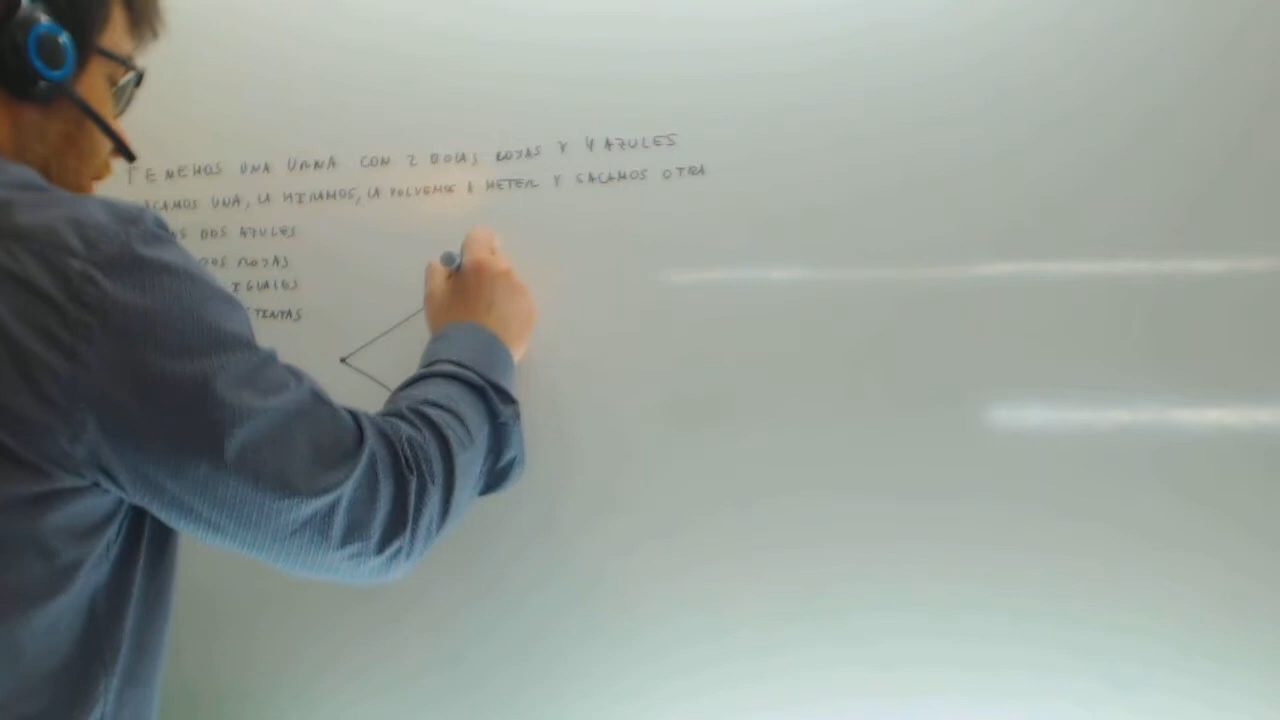 TENEMOS UNA URNA CON 2 BOLAS ROJAS Y 4 AZULES
SACAMOS UNA, LA MIRAMOS, LA VOLVEMOS A METER Y SACAMOS OTRA
DOS AZULES
DOS ROJAS
IGUALES